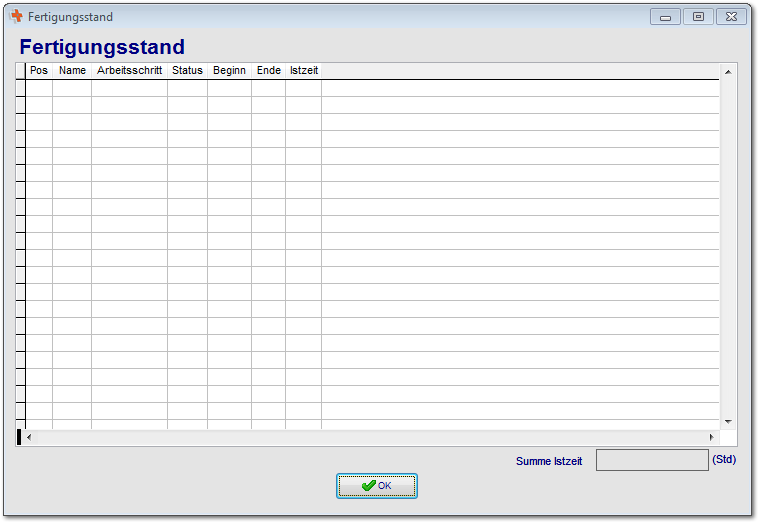 Fertigungsstand
Fertigungsstand
Pos Name Arbeitsschritt Status Beginn Ende Istzeit
Summe Istzeit (Std)
OK